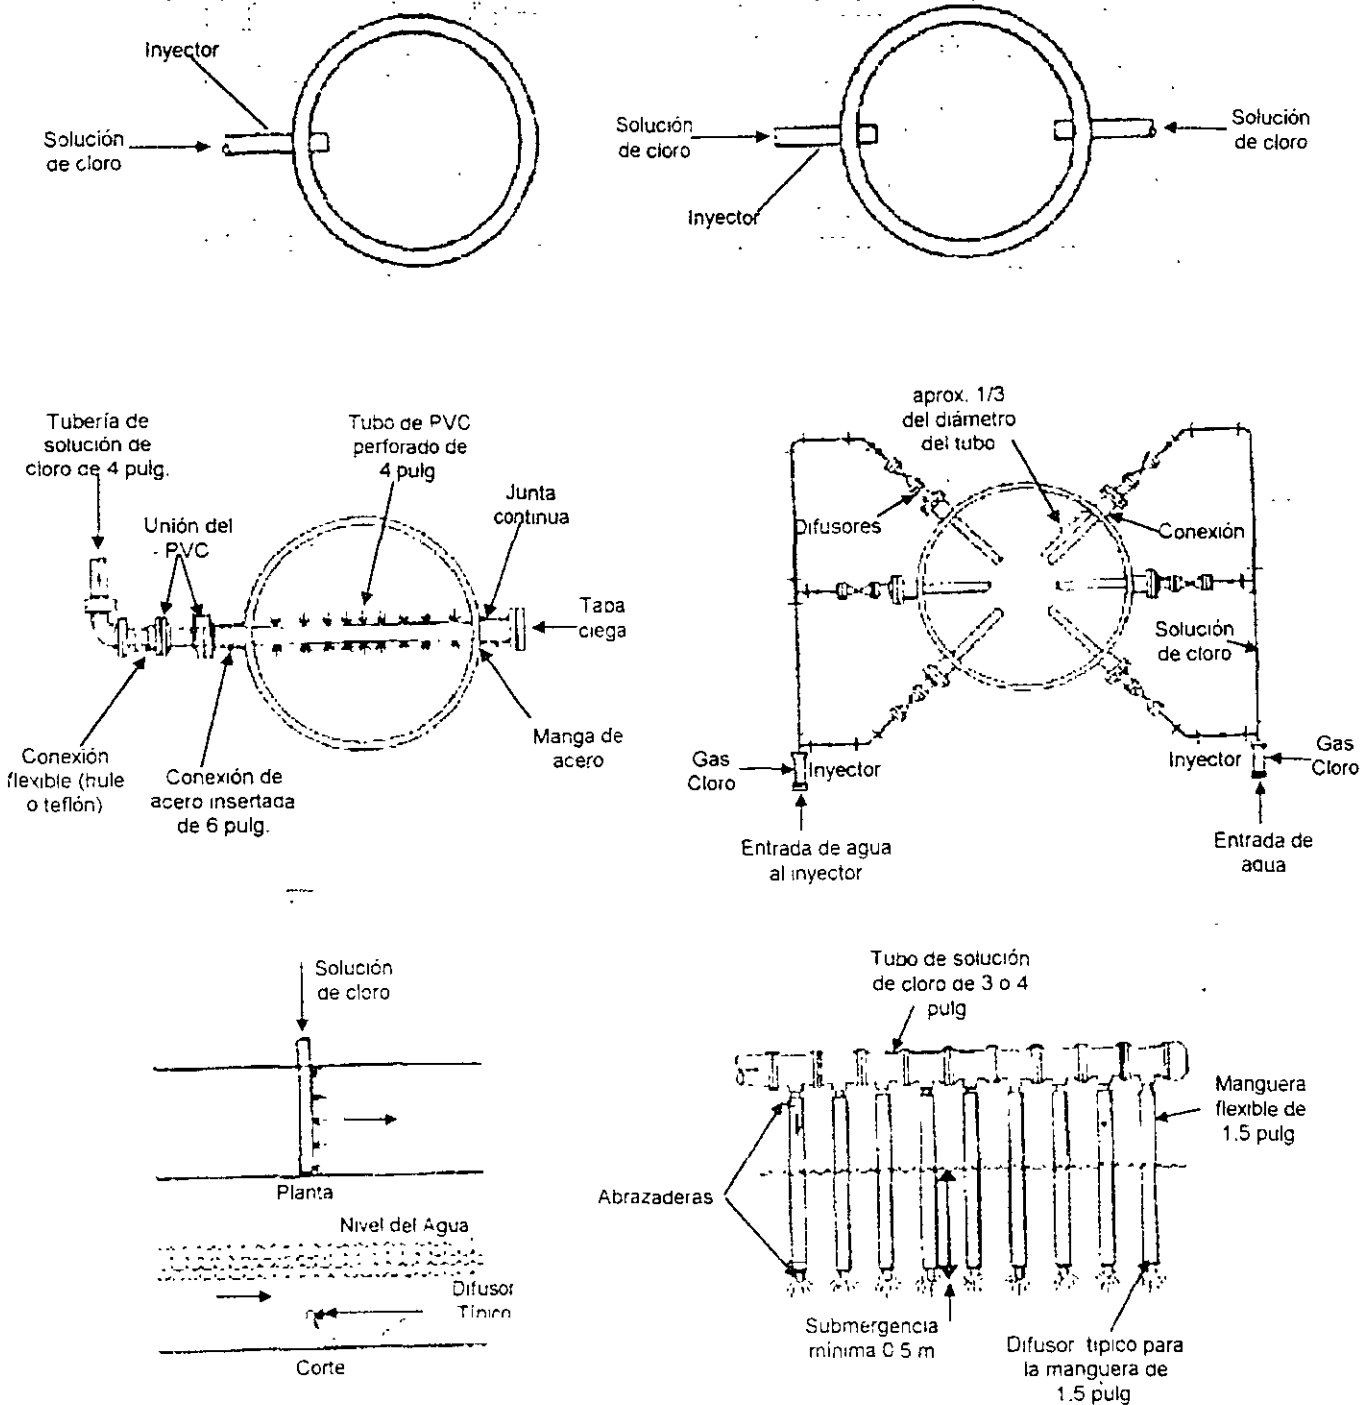 Inyector
Solución
de cloro
Solución
de cloro
Inyector
Solución
de cloro
Tubería de
solución de
cloro de 4 pulg.
Tubo de PVC
perforado de
4 pulg
Junta
continua
Unión del
PVC
Tapa
ciega
Manga de
acero
Conexión
flexible (hule
o teflón)
Conexión de
acero insertada
de 6 pulg.
aprox. 1/3
del diámetro
del tubo
Difusores
Conexión
Solución
de cloro
Gas
Cloro
Inyector
Inyector
Gas
Cloro
Entrada de agua
al inyector
Entrada de
agua
Solución
de cloro
Planta
Nivel del Agua
Difusor
Típico
Corte
Tubo de solución
de cloro de 3 o 4
pulg
Manguera
flexible de
1.5 pulg
Abrazaderas
Submergencia
mínima 0 5 m
Difusor tipico para
la manguera de
1.5 pulg